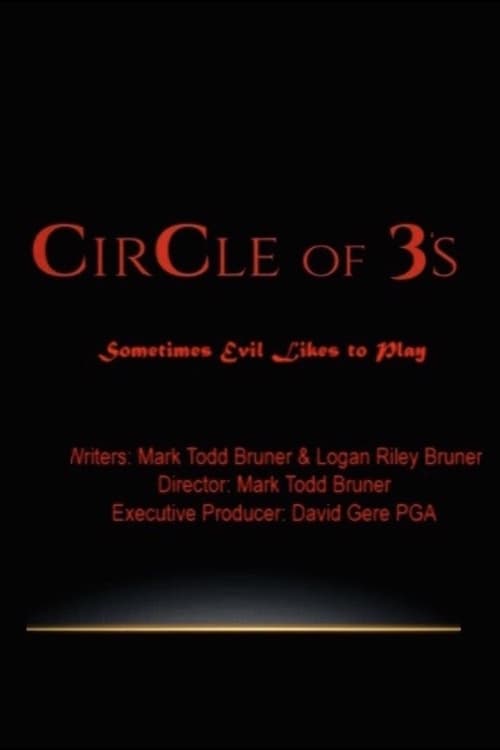 CirCle of 3's
Sometimes Evil Likes to Play
Writers: Mark Todd Bruner & Logan Riley Bruner
Director: Mark Todd Bruner
Executive Producer: David Gere PGA